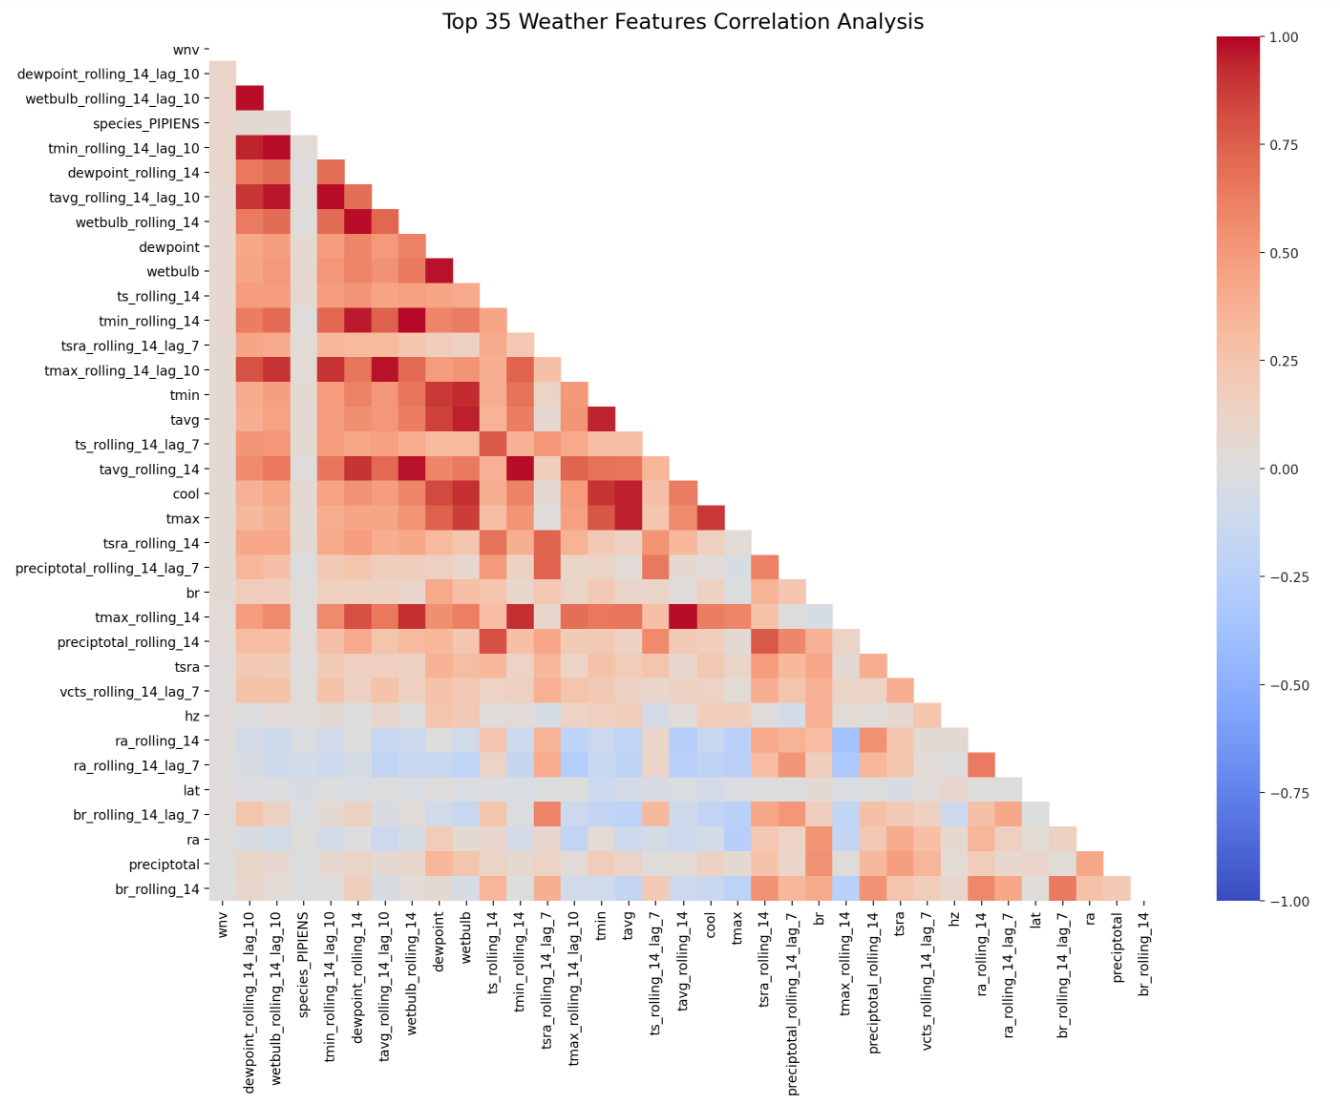 Top 35 Weather Features Correlation Analysis
wnv
dewpoint_rolling_14_lag_10
wetbulb_rolling_14_lag_10
species_PIPIENS
tmin_rolling_14_lag_10
dewpoint_rolling_14
tavg_rolling_14_lag_10
wetbulb_rolling_14
dewpoint
wetbulb
ts_rolling_14
tmin_rolling_14
tsra_rolling_14_lag_7
tmax_rolling_14_lag_10
tmin
tavg
ts_rolling_14_lag_7
tavg_rolling_14
cool
tmax
tsra_rolling_14
preciptotal_rolling_14_lag_7
br
tmax_rolling_14
preciptotal_rolling_14
tsra
vcts_rolling_14_lag_7
hz
ra_rolling_14
ra_rolling_14_lag_7
lat
br_rolling_14_lag_7
ra
preciptotal
br_rolling_14
wnv
dewpoint_rolling_14_lag_10
wetbulb_rolling_14_lag_10
species_PIPIENS
tmin_rolling_14_lag_10
dewpoint_rolling_14
tavg_rolling_14_lag_10
wetbulb_rolling_14
dewpoint
wetbulb
ts_rolling_14
tmin_rolling_14
tsra_rolling_14_lag_7
tmax_rolling_14_lag_10
tmin
tavg
ts_rolling_14_lag_7
tavg_rolling_14
cool
tmax
tsra_rolling_14
preciptotal_rolling_14_lag_7
br
tmax_rolling_14
preciptotal_rolling_14
tsra
vcts_rolling_14_lag_7
hz
ra_rolling_14
ra_rolling_14_lag_7
lat
br_rolling_14_lag_7
ra
preciptotal
br_rolling_14
1.00
0.75
0.50
0.25
0.00
−0.25
−0.50
−0.75
−1.00